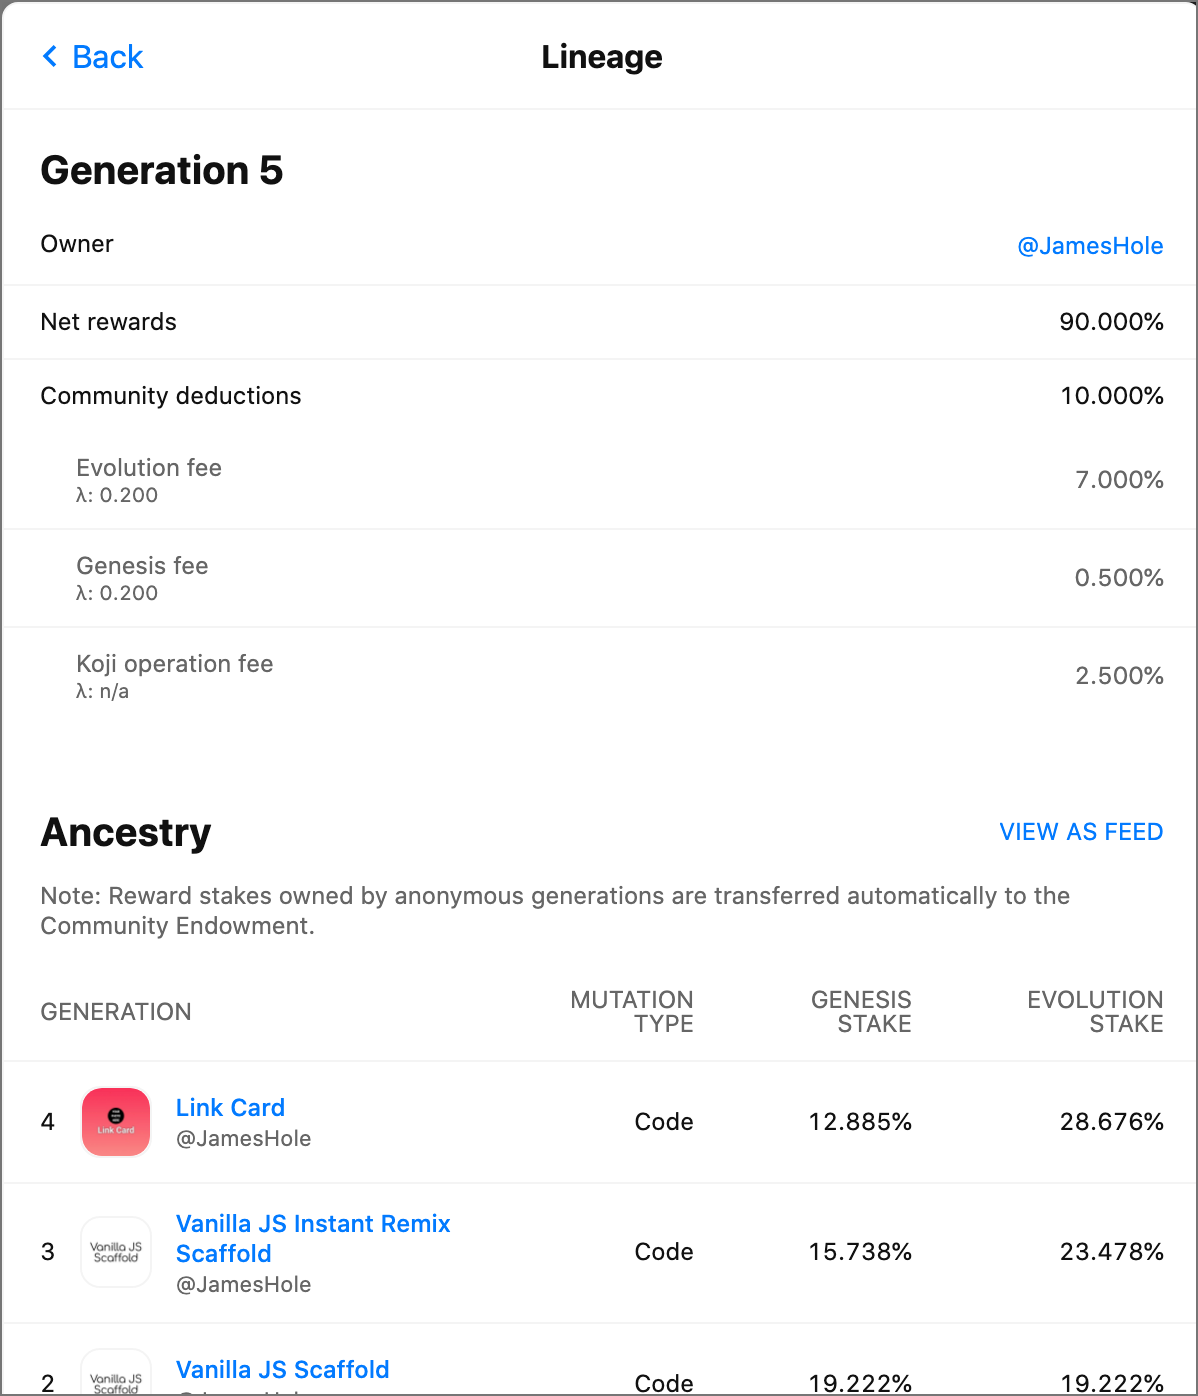 Back
Lineage
Generation 5
Owner @JamesHole
Net rewards 90.000%
Community deductions 10.000%
Evolution fee
λ: 0.200
7.000%
Genesis fee
λ: 0.200
0.500%
Koji operation fee
λ: n/a
2.500%
Ancestry VIEW AS FEED
Note: Reward stakes owned by anonymous generations are transferred automatically to the
Community Endowment.
GENERATION
MUTATION
TYPE
GENESIS
STAKE
EVOLUTION
STAKE
4
Link Card
Link Card
@JamesHole
Code 12.885% 28.676%
3
Vanilla JS
Scaffold
Vanilla JS Instant Remix
Scaffold
@JamesHole
Code 15.738% 23.478%
2
Vanilla JS
Scaffold
Vanilla JS Scaffold
Code 19.222% 19.222%